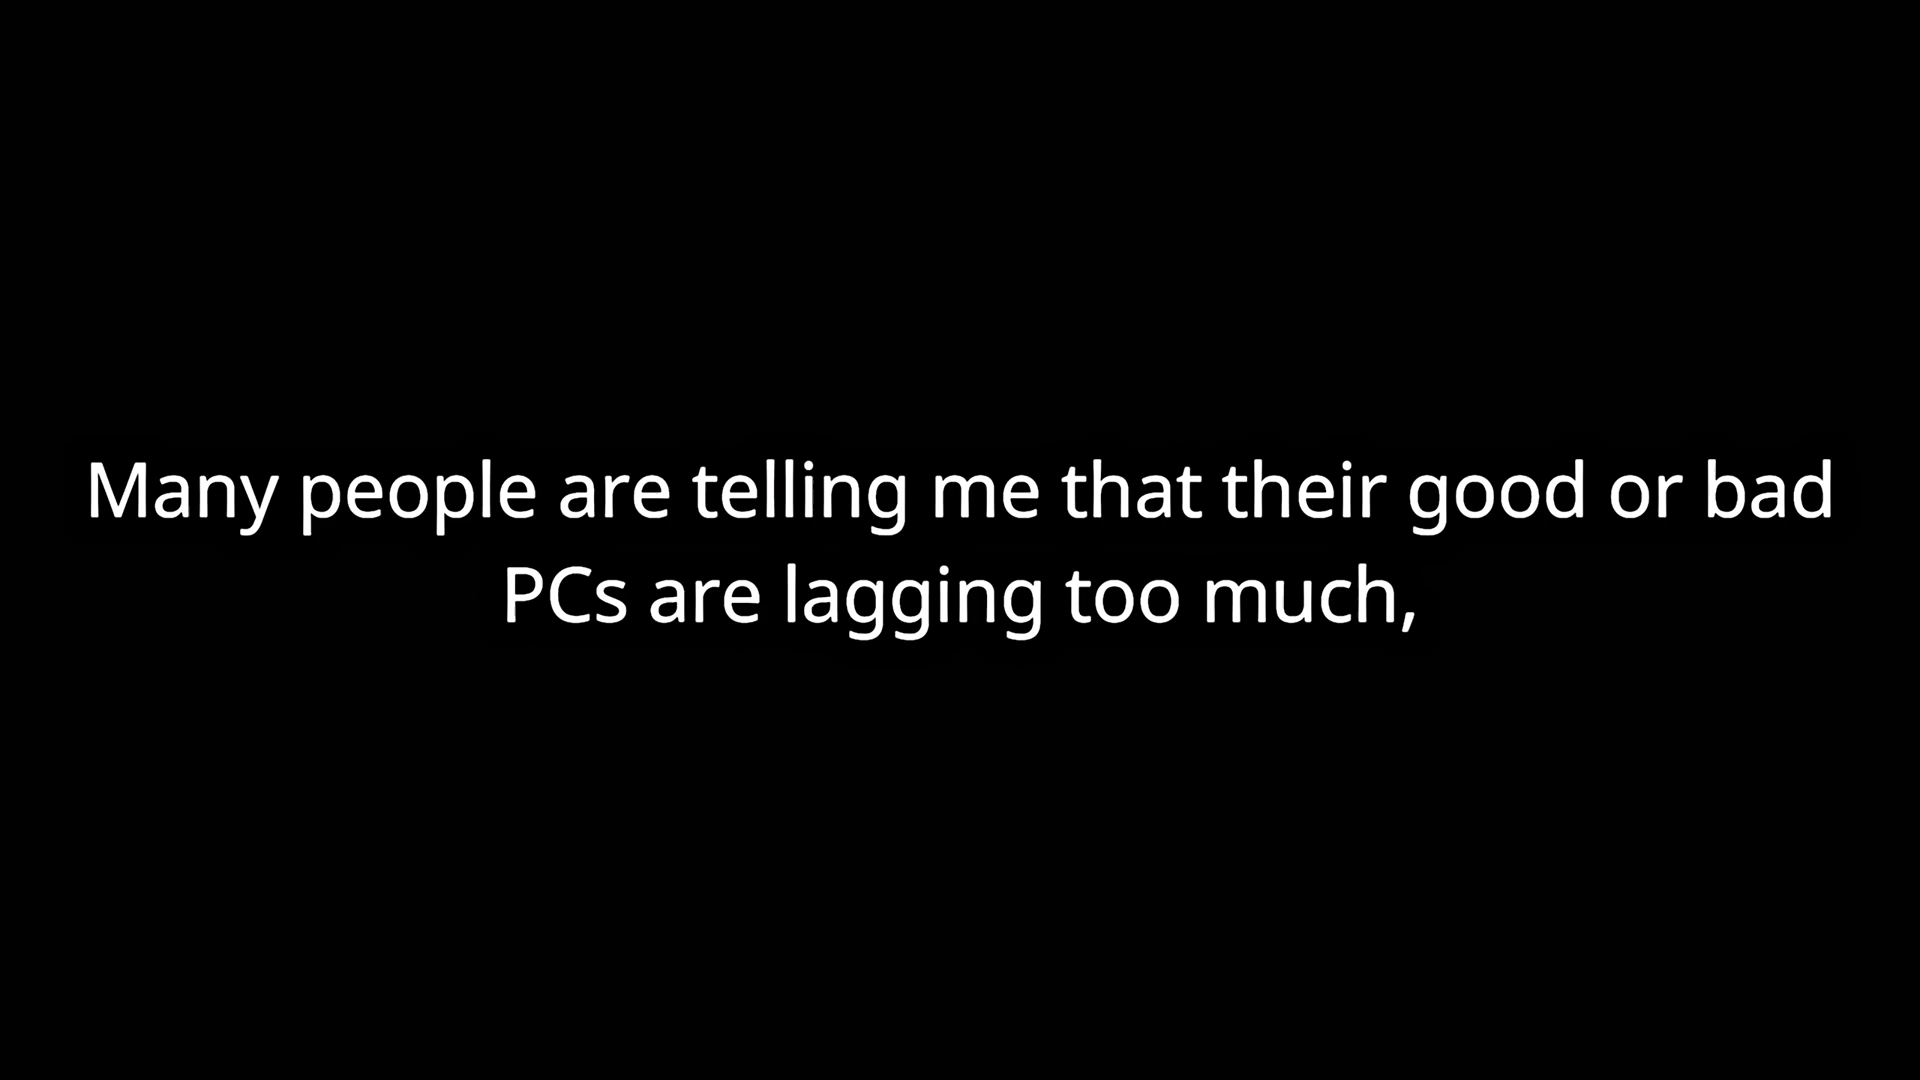 Many people are telling me that their good or bad
PCs are lagging too much,